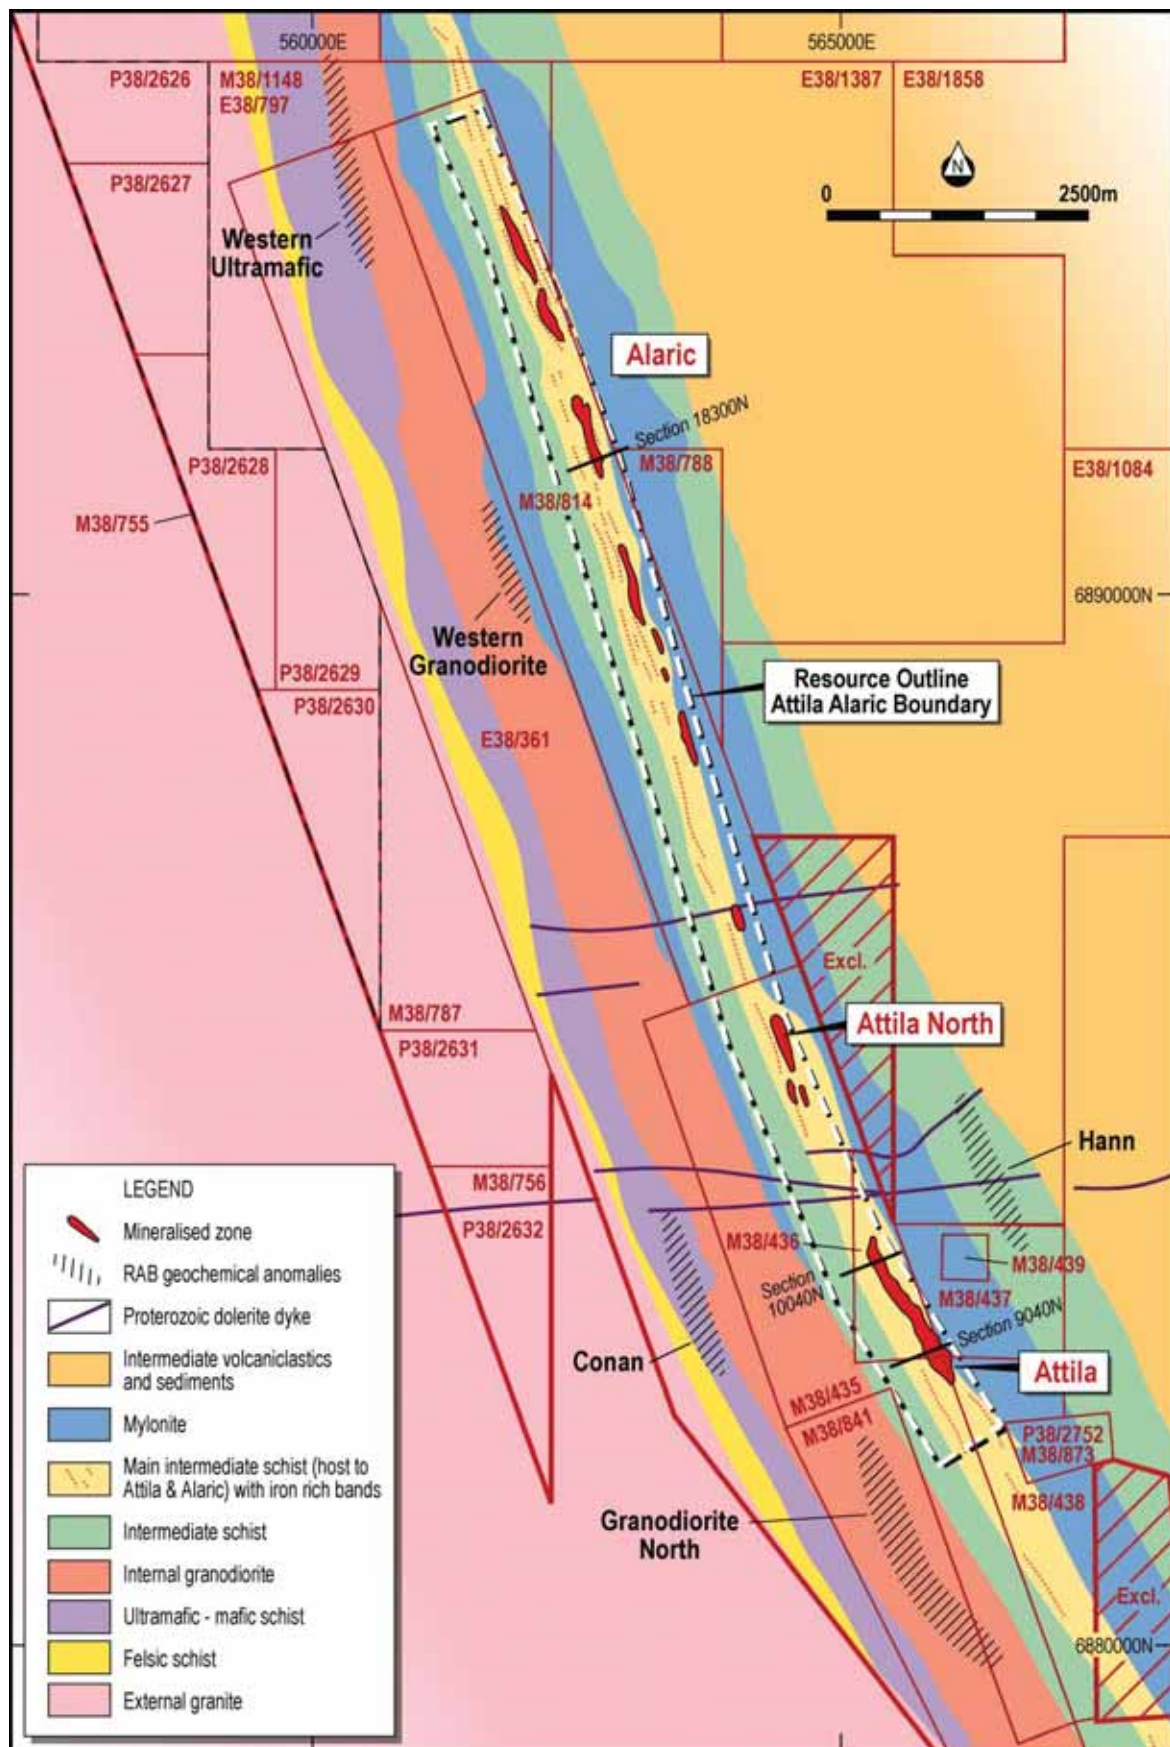 560000E
565000E
P38/2626
M38/1148
E38/797
E38/1387
E38/1858
N
P38/2627
0
2500m
Western
Ultramafic
Alaric
Section 18300N
P38/2628
M38/788
E38/1084
M38/814
M38/755
6890000N
Western
Granodiorite
P38/2629
P38/2630
Resource Outline
Attila Alaric Boundary
E38/361
Excl.
M38/787
P38/2631
Attila North
Hann
M38/756
P38/2632
M38/436
M38/439
Section
10040N
M38/437
Section 9040N
Conan
Attila
M38/435
M38/841
P38/2752
M38/873
M38/438
Granodiorite
North
Excl.
6880000N
LEGEND
Mineralised zone
RAB geochemical anomalies
Proterozoic dolerite dyke
Intermediate volcaniclastics
and sediments
Mylonite
Main intermediate schist (host to
Attila & Alaric) with iron rich bands
Intermediate schist
Internal granodiorite
Ultramafic - mafic schist
Felsic schist
External granite